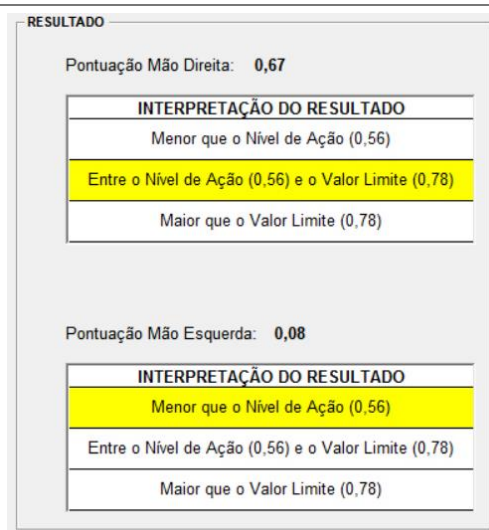 RESULTADO
Pontuação Mão Direita: 0,67
INTERPRETAÇÃO DO RESULTADO
Menor que o Nível de Ação (0,56)
Entre o Nível de Ação (0,56) e o Valor Limite (0,78)
Maior que o Valor Limite (0,78)
Pontuação Mão Esquerda: 0,08
INTERPRETAÇÃO DO RESULTADO
Menor que o Nível de Ação (0,56)
Entre o Nível de Ação (0,56) e o Valor Limite (0,78)
Maior que o Valor Limite (0,78)